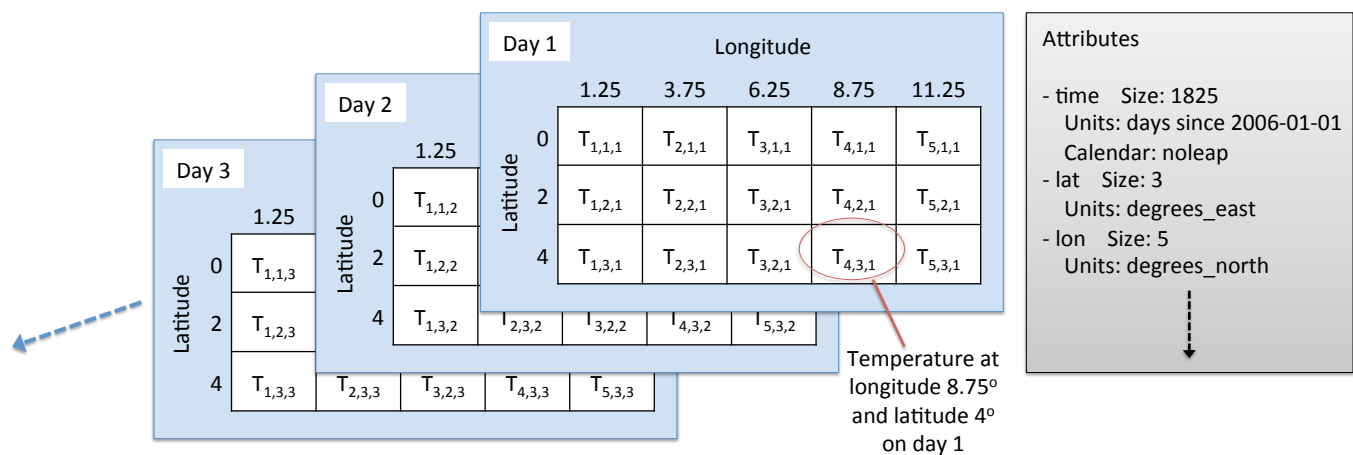 Day 1
Longitude
1.25 3.75 6.25 8.75 11.25
Latitude
0 T1,1,1 T2,1,1 T3,1,1 T4,1,1 T5,1,1
2 T1,2,1 T2,2,1 T3,2,1 T4,2,1 T5,2,1
4 T1,3,1 T2,3,1 T3,2,1 T4,3,1 T5,3,1
Day 2
1.25
Latitude
0 T1,1,2
2 T1,2,2
4 T1,3,2 T2,3,2 T3,2,2 T4,3,2 T5,3,2
Day 3
1.25
Latitude
0 T1,1,3
2 T1,2,3
4 T1,3,3 T2,3,3 T3,2,3 T4,3,3 T5,3,3
Temperature at
longitude 8.75o
and latitude 4o
on day 1
Attributes
- time Size: 1825
Units: days since 2006-01-01
Calendar: noleap
- lat Size: 3
Units: degrees_east
- lon Size: 5
Units: degrees_north